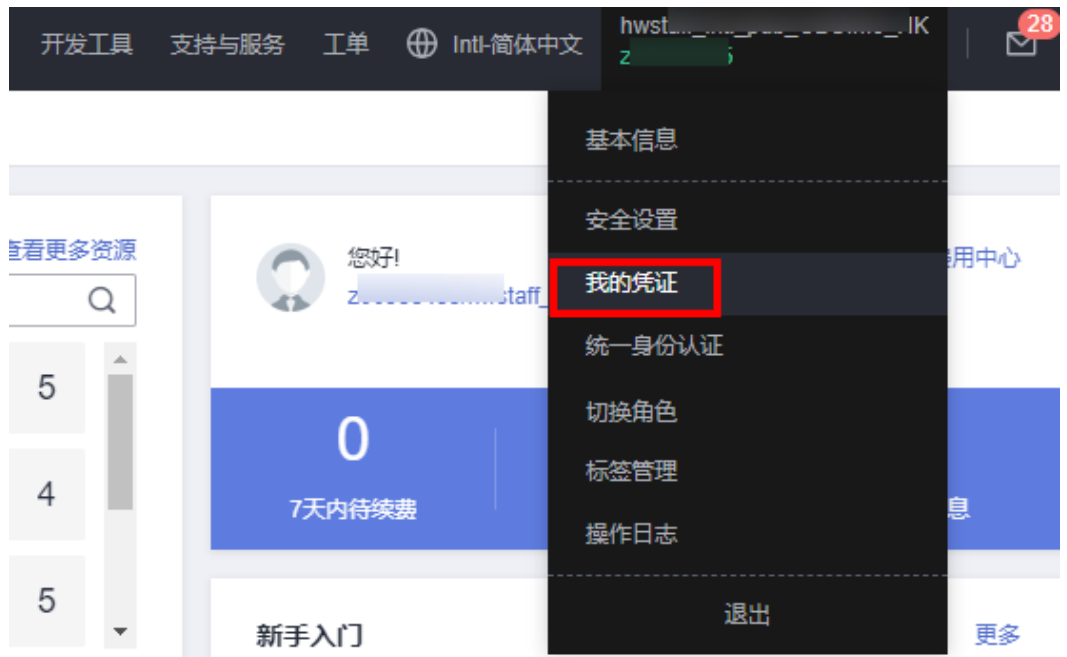 开发工具 支持与服务 工单 Intl-简体中文
28
基本信息
安全设置
我的凭证
统一身份认证
切换角色
标签管理
操作日志
退出
查看更多资源
5
4
5
您好!
用中心
0
7天内待续费
息
新手入门
更多